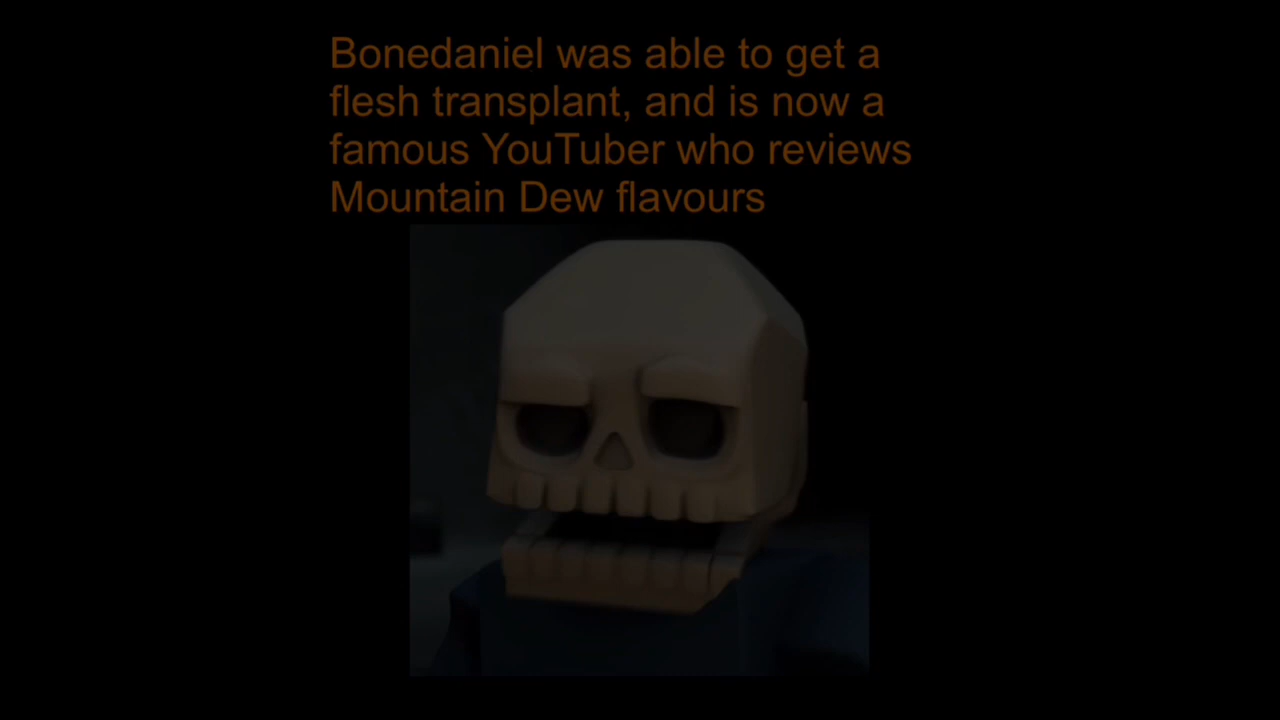 Bonedaniel was able to get a
flesh transplant, and is now a
famous YouTuber who reviews
Mountain Dew flavours